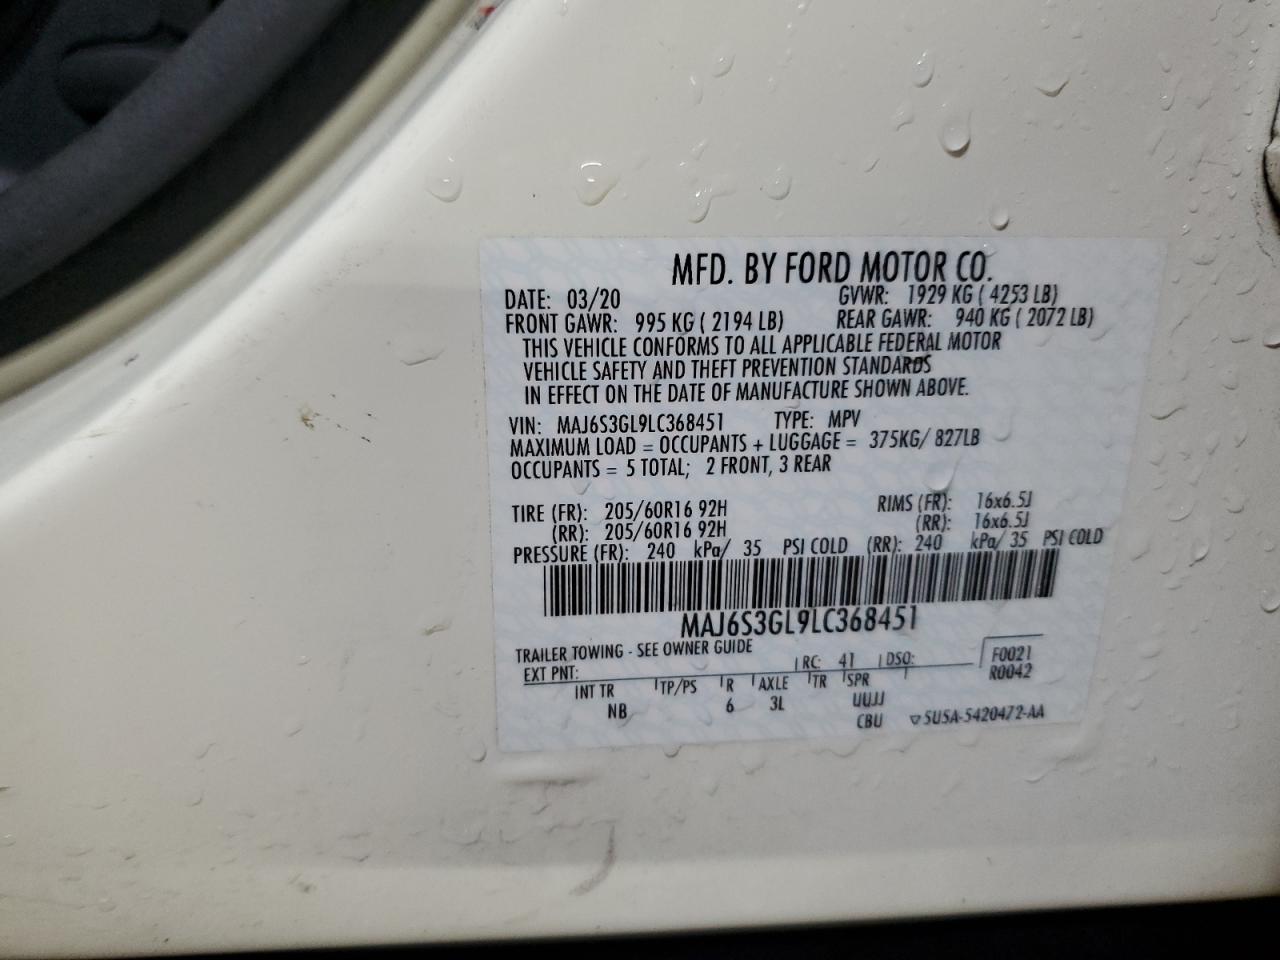 MFD. BY FORD MOTOR CO.
DATE: 03/20 GVWR: 1929 KG ( 4253 LB)
FRONT GAWR: 995 KG ( 2194 LB) REAR GAWR: 940 KG ( 2072 LB)
THIS VEHICLE CONFORMS TO ALL APPLICABLE FEDERAL MOTOR
VEHICLE SAFETY AND THEFT PREVENTION STANDARDS
IN EFFECT ON THE DATE OF MANUFACTURE SHOWN ABOVE.
VIN: MAJ6S3GL9LC368451 TYPE: MPV
MAXIMUM LOAD = OCCUPANTS + LUGGAGE = 375KG/ 827LB
OCCUPANTS = 5 TOTAL; 2 FRONT, 3 REAR
TIRE (FR): 205/60R16 92H RIMS (FR): 16x6.5J
(RR): 205/60R16 92H (RR): 16x6.5J
PRESSURE (FR): 240 kPa/ 35 PSI COLD (RR): 240 kPa/ 35 PSI COLD
MAJ6S3GL9LC368451
TRAILER TOWING - SEE OWNER GUIDE
EXT PNT: RC: 41 DSO: F0021
R0042
INT TR TP/PS R AXLE TR SPR
NB 6 3L UUJJ
CBU 5U5A-5420472-AA